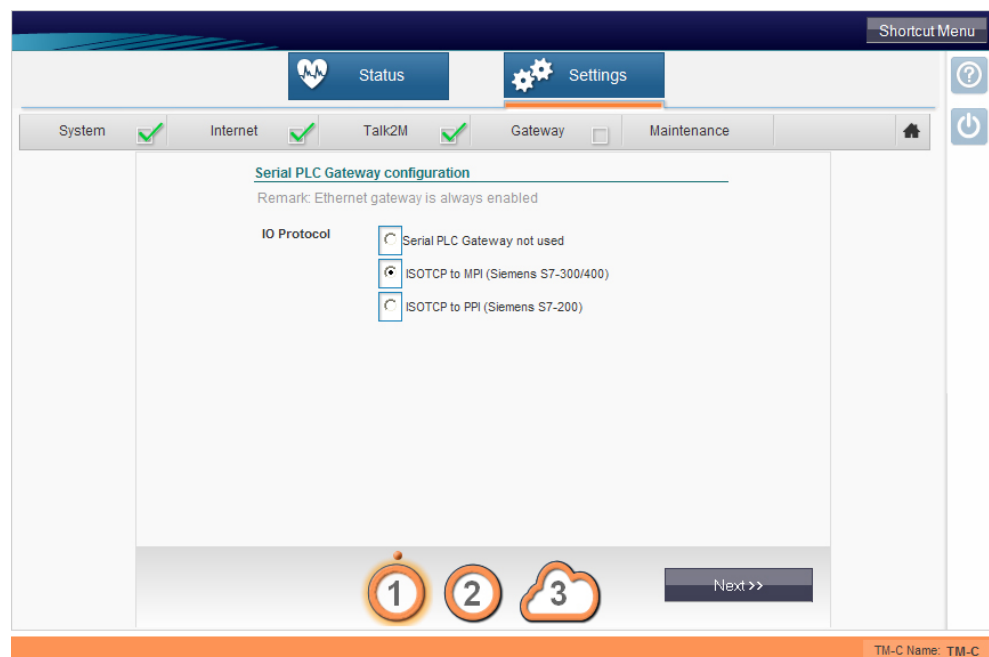 Shortcut Menu
Status
Settings
System
Internet
Talk2M
Gateway
Maintenance
Serial PLC Gateway configuration
Remark: Ethernet gateway is always enabled
IO Protocol
Serial PLC Gateway not used
ISOTCP to MPI (Siemens S7-300/400)
ISOTCP to PPI (Siemens S7-200)
1
2
3
Next >>
TM-C Name: TM-C